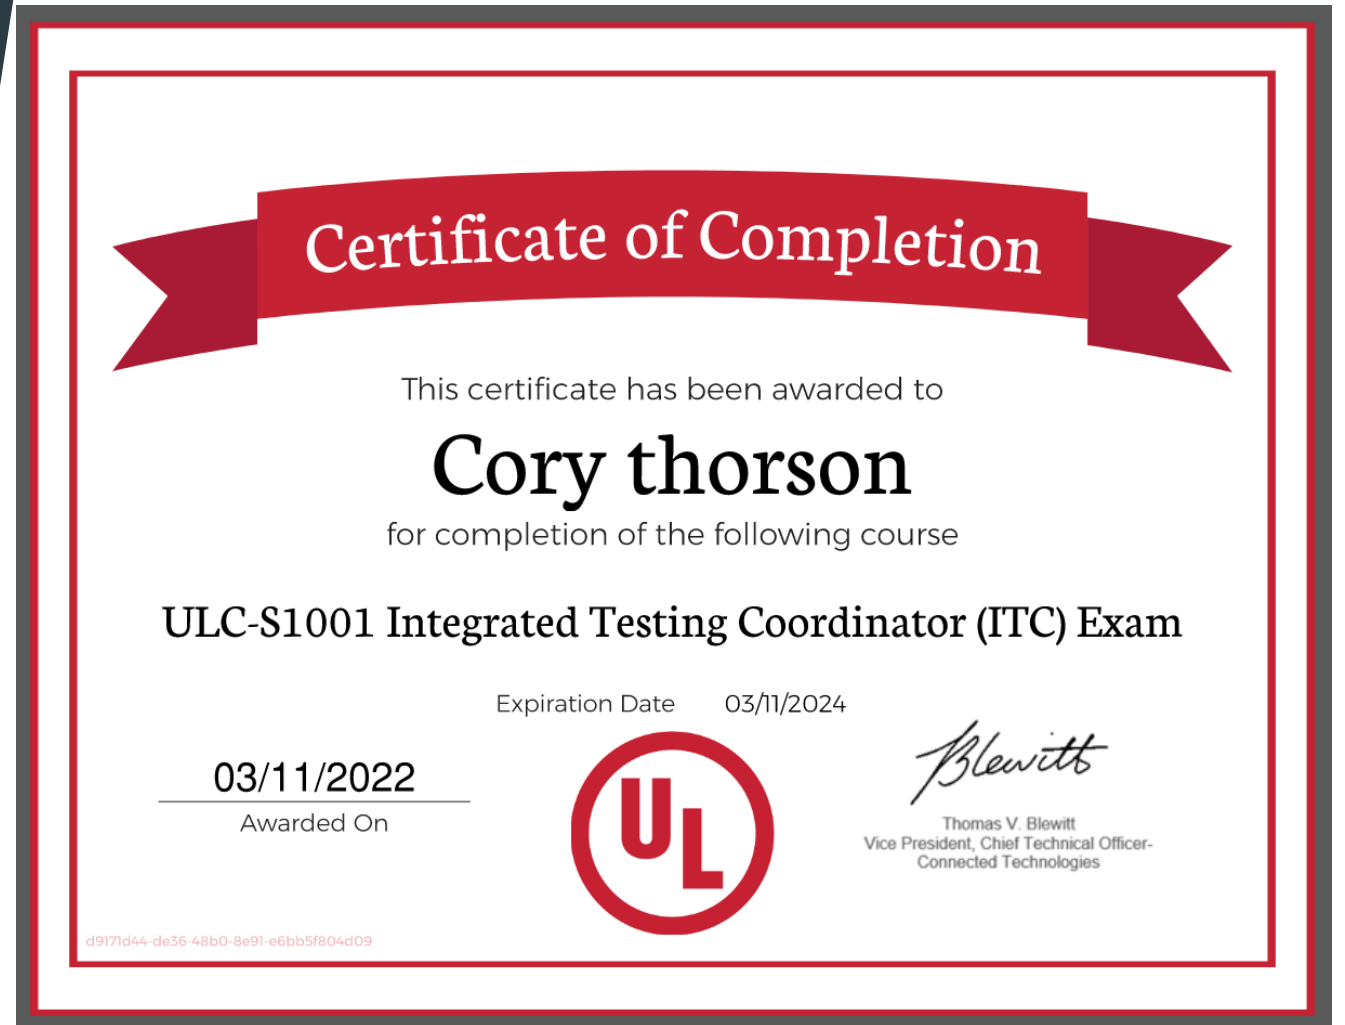 Certificate of Completion
This certificate has been awarded to
Cory thorson
for completion of the following course
ULC-S1001 Integrated Testing Coordinator (ITC) Exam
Expiration Date 03/11/2024
03/11/2022
Awarded On
UL
Blewitt
Thomas V. Blewitt
Vice President, Chief Technical Officer-
Connected Technologies
d9171d44-de36-48b0-8e91-e6bb5f804d09